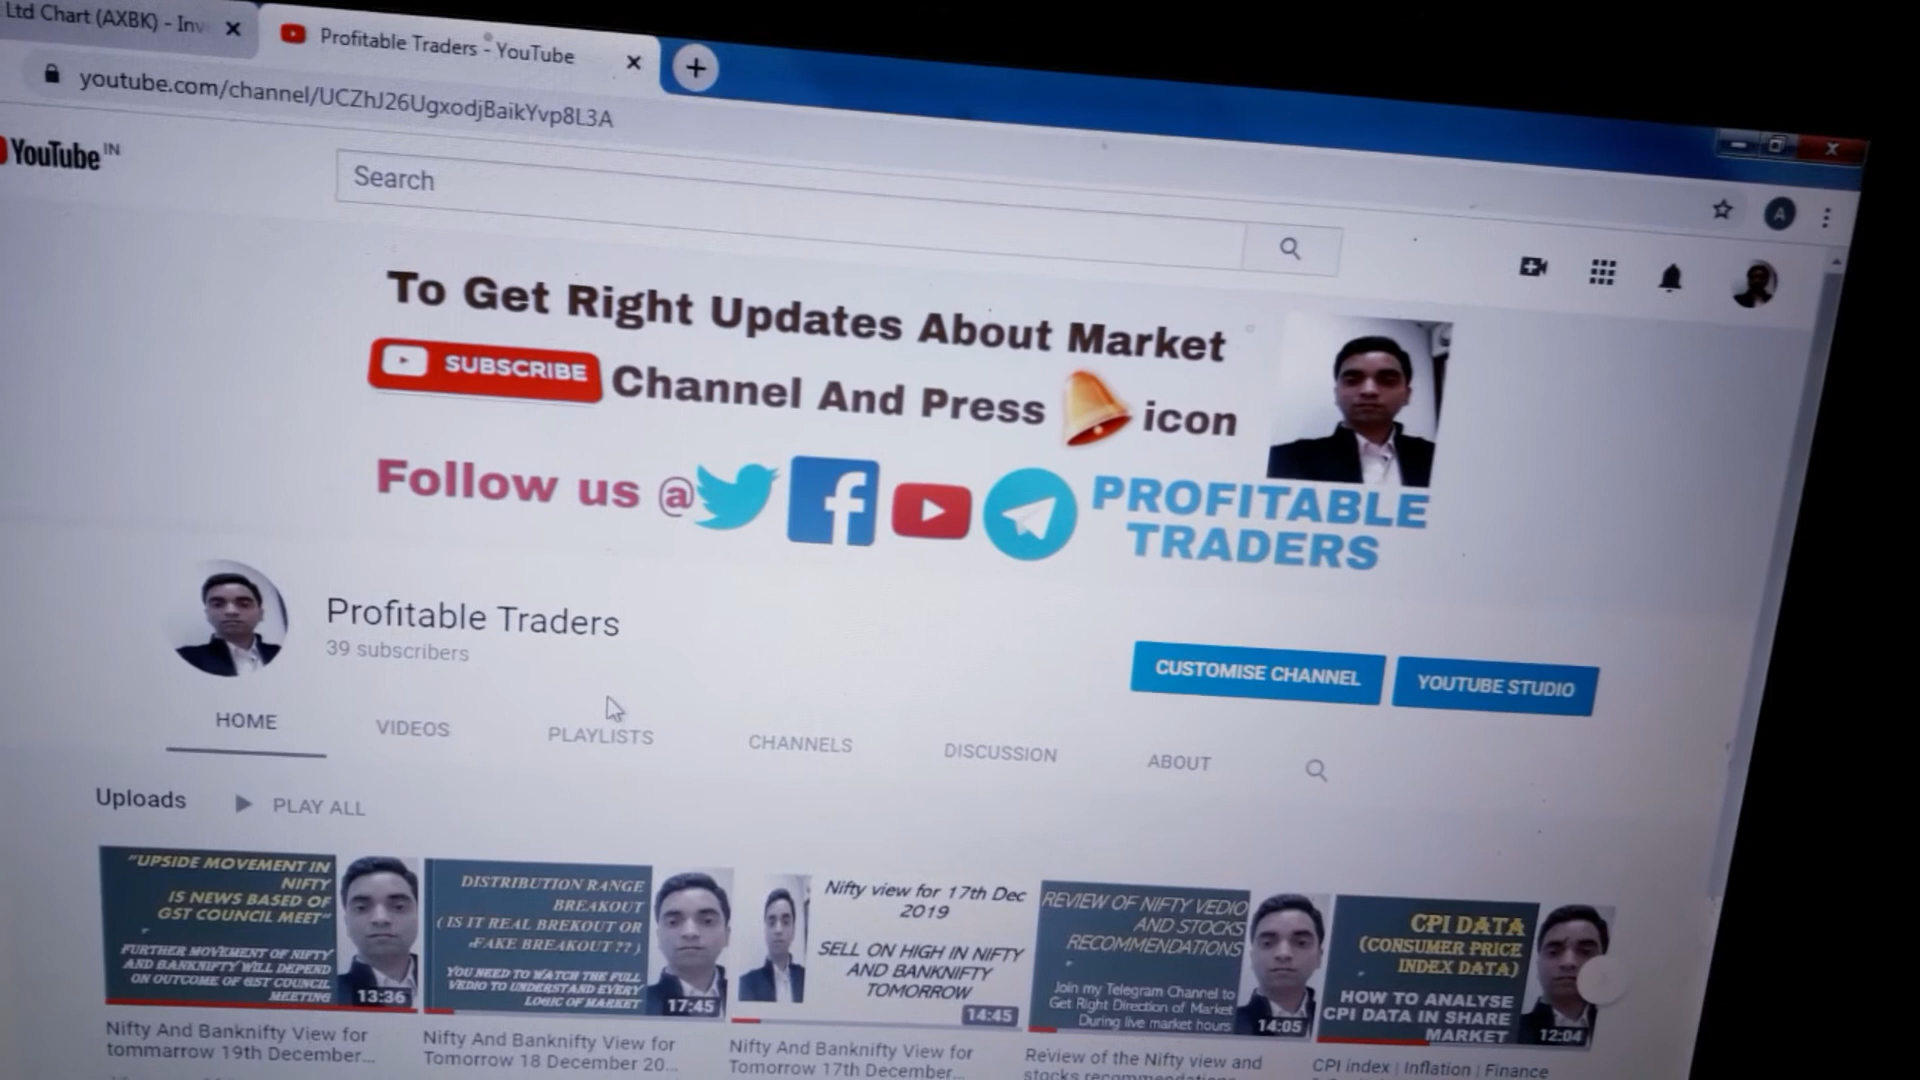 Ltd Chart (AXBK) - Inv
Profitable Traders - YouTube
youtube.com/channel/UCZhJ26UgxodjBaikYvp8L3A
YouTube IN
Search
A
To Get Right Updates About Market
SUBSCRIBE Channel And Press icon
Follow us @
PROFITABLE
TRADERS
Profitable Traders
39 subscribers
CUSTOMISE CHANNEL
YOUTUBE STUDIO
HOME
VIDEOS
PLAYLISTS
CHANNELS
DISCUSSION
ABOUT
Uploads
PLAY ALL
"UPSIDE MOVEMENT IN
NIFTY
IS NEWS BASED OF
GST COUNCIL MEET"
FURTHER MOVEMENT OF NIFTY
AND BANKNIFTY WILL DEPEND
ON OUTCOME OF GST COUNCIL
MEETING
13:36
Nifty And Banknifty View for
tommarrow 19th December...
DISTRIBUTION RANGE
BREAKOUT
( IS IT REAL BREKOUT OR
FAKE BREAKOUT ?? )
YOU NEED TO WATCH THE FULL
VEDIO TO UNDERSTAND EVERY
LOGIC OF MARKET
17:45
Nifty And Banknifty View for
Tomorrow 18 December 20...
Nifty view for 17th Dec
2019
SELL ON HIGH IN NIFTY
AND BANKNIFTY
TOMORROW
14:45
Nifty And Banknifty View for
Tomorrow 17th December...
REVIEW OF NIFTY VEDIO
AND STOCKS
RECOMMENDATIONS
Join my Telegram Channel to
Get Right Direction of Market
During live market hours
14:05
Review of the Nifty view and
stocks recommendations
CPI DATA
(CONSUMER PRICE
INDEX DATA)
HOW TO ANALYSE
CPI DATA IN SHARE
MARKET
12:04
CPI index | Inflation | Finance